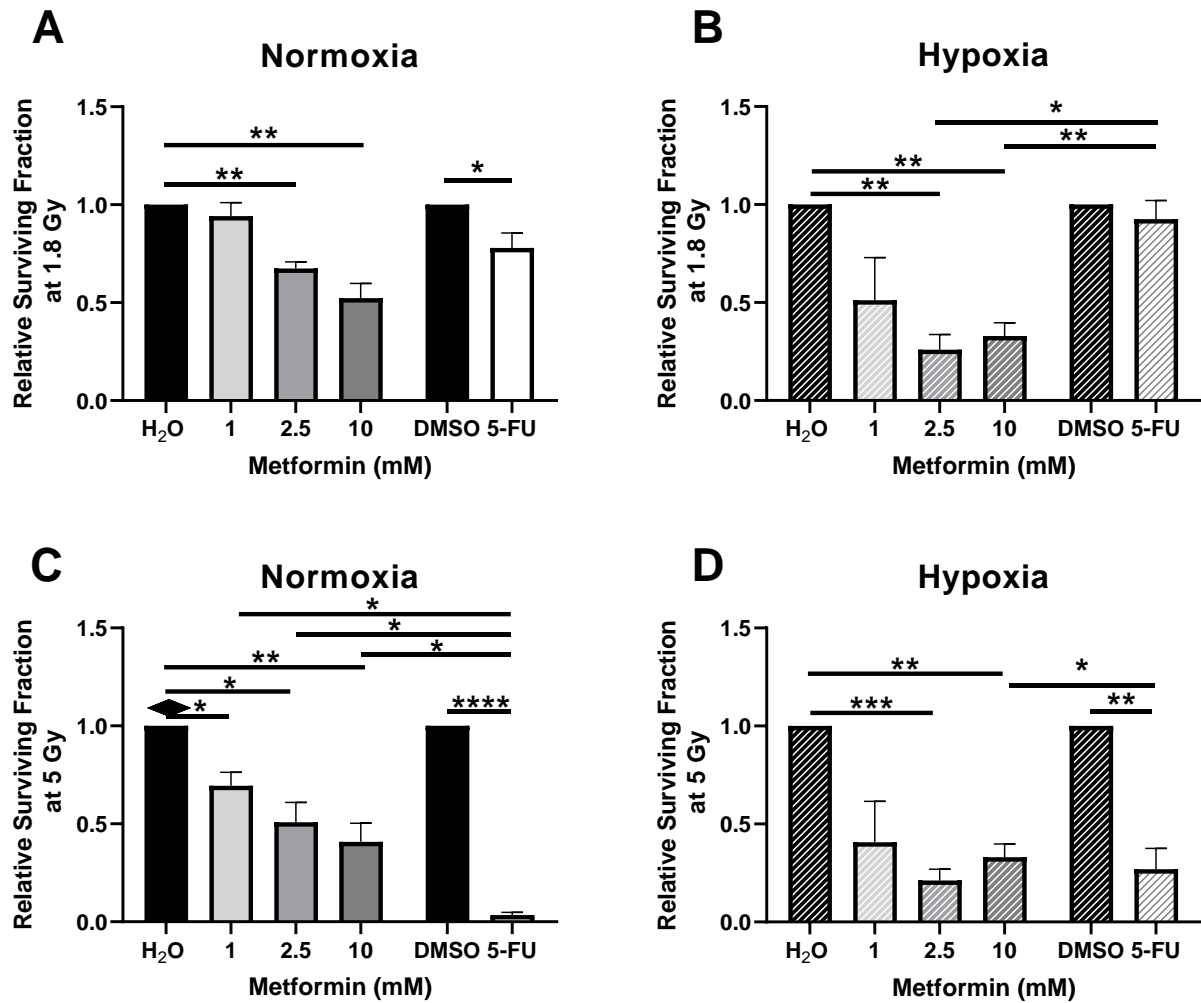 A
Normoxia
Relative Surviving Fraction
at 1.8 Gy
1.5
1.0
0.5
0.0
**
**
*
H₂O 1 2.5 10 DMSO 5-FU
Metformin (mM)
B
Hypoxia
Relative Surviving Fraction
at 1.8 Gy
1.5
1.0
0.5
0.0
*
**
**
**
H₂O 1 2.5 10 DMSO 5-FU
Metformin (mM)
C
Normoxia
Relative Surviving Fraction
at 5 Gy
1.5
1.0
0.5
0.0
*
*
*
**
*
*
****
H₂O 1 2.5 10 DMSO 5-FU
Metformin (mM)
D
Hypoxia
Relative Surviving Fraction
at 5 Gy
1.5
1.0
0.5
0.0
**
*
***
**
H₂O 1 2.5 10 DMSO 5-FU
Metformin (mM)